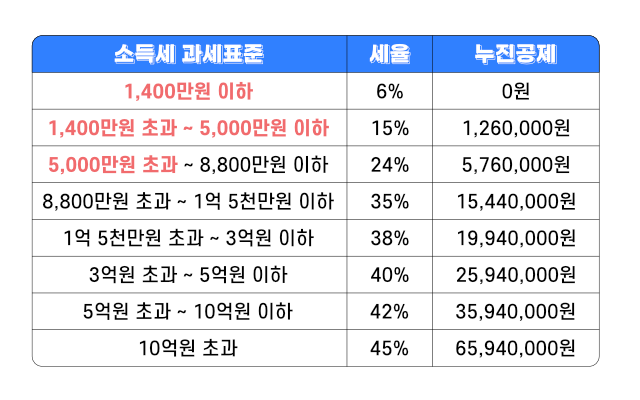 소득세 과세표준 세율 누진공제
1,400만원 이하 6% 0원
1,400만원 초과 ~ 5,000만원 이하 15% 1,260,000원
5,000만원 초과 ~ 8,800만원 이하 24% 5,760,000원
8,800만원 초과 ~ 1억 5천만원 이하 35% 15,440,000원
1억 5천만원 초과 ~ 3억원 이하 38% 19,940,000원
3억원 초과 ~ 5억원 이하 40% 25,940,000원
5억원 초과 ~ 10억원 이하 42% 35,940,000원
10억원 초과 45% 65,940,000원